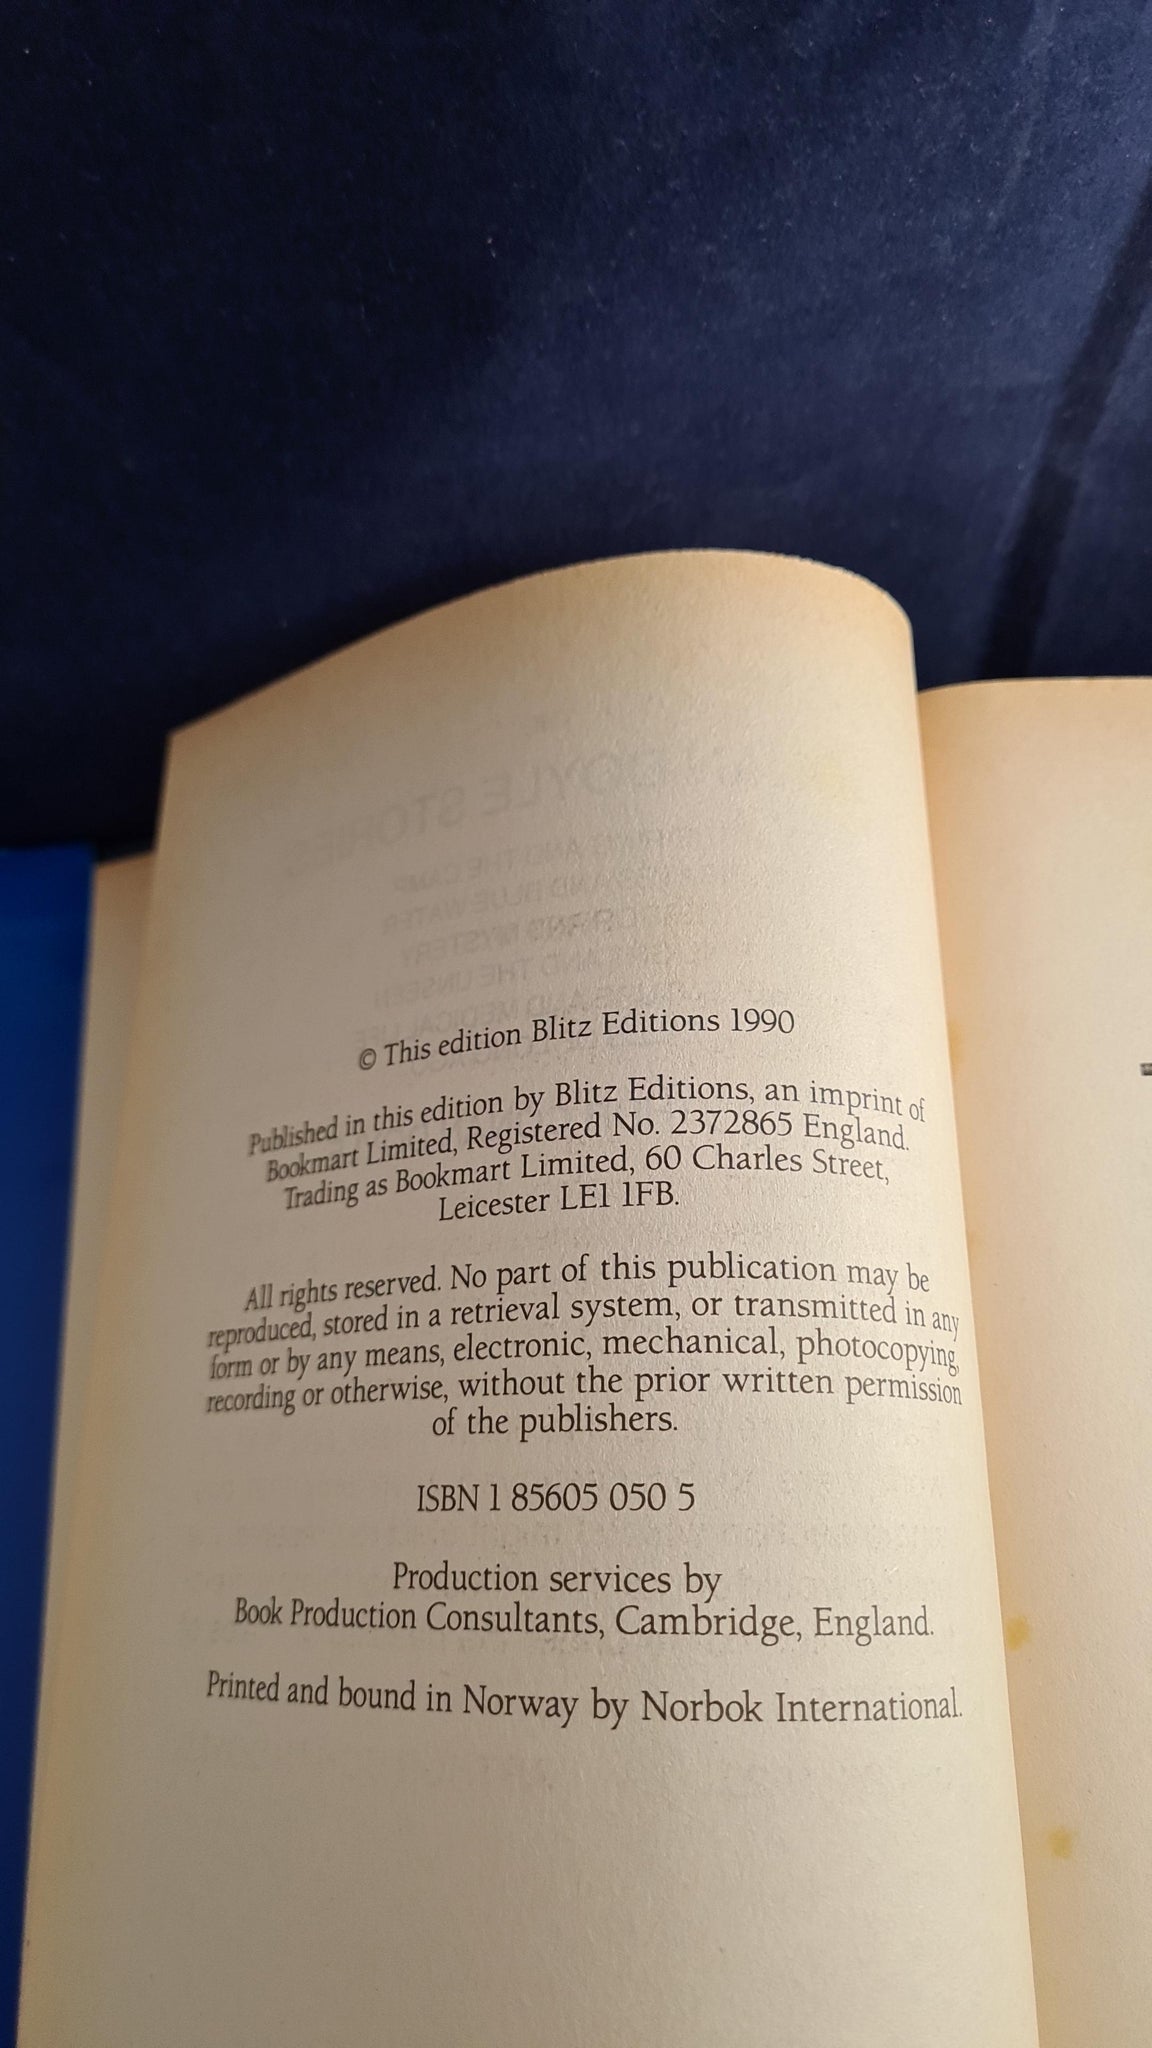 © This edition Blitz Editions 1990
Published in this edition by Blitz Editions, an imprint of
Bookmart Limited, Registered No. 2372865 England.
Trading as Bookmart Limited, 60 Charles Street,
Leicester LE1 1FB.
All rights reserved. No part of this publication may be
reproduced, stored in a retrieval system, or transmitted in any
form or by any means, electronic, mechanical, photocopying,
recording or otherwise, without the prior written permission
of the publishers.
ISBN 1 85605 050 5
Production services by
Book Production Consultants, Cambridge, England.
Printed and bound in Norway by Norbok International.